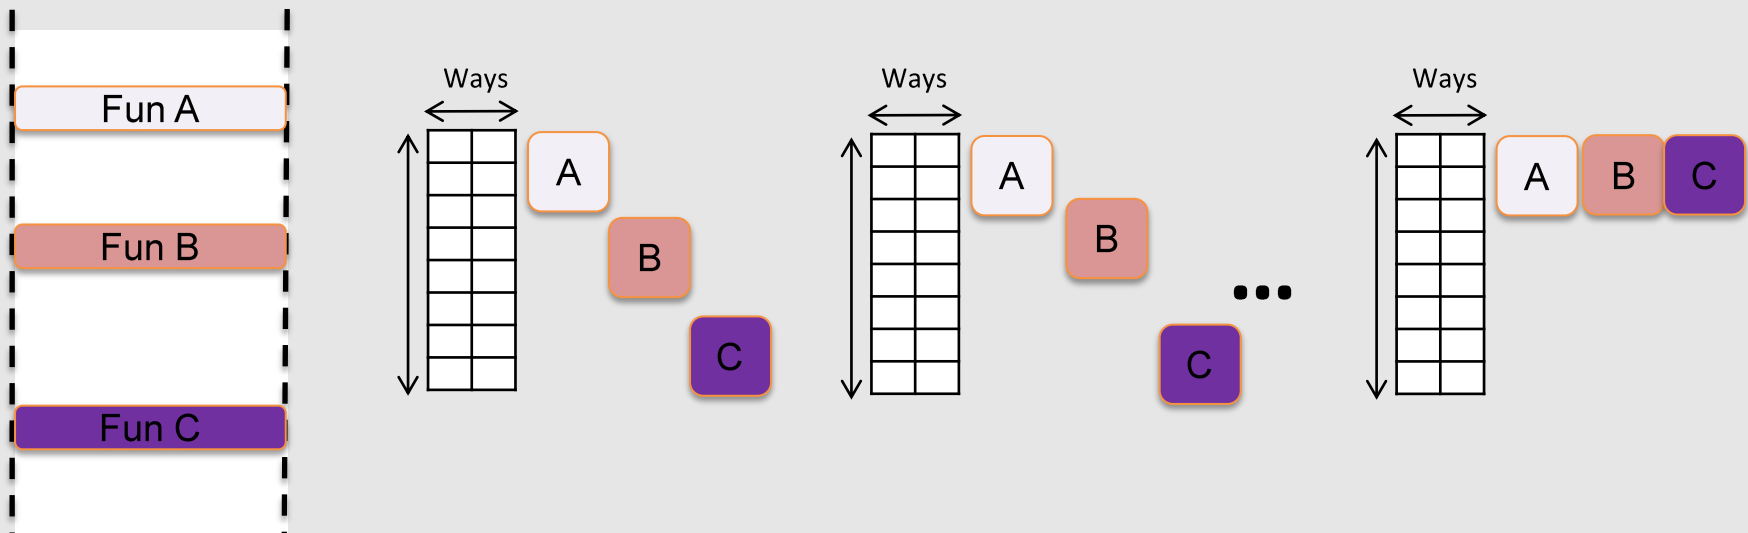 Fun A
Fun B
Fun C
Ways
A
B
C
Ways
A
B
C
...
Ways
A B C